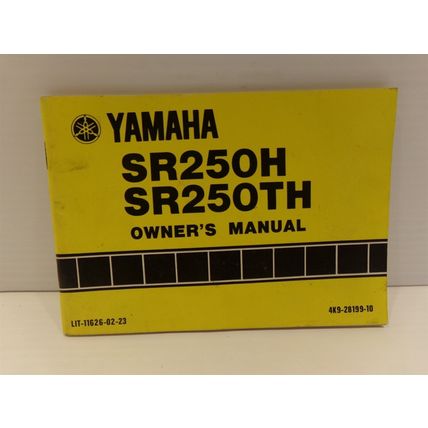 YAMAHA
SR250H
SR250TH
OWNER'S MANUAL
LIT-11626-02-23
4K9-28199-10